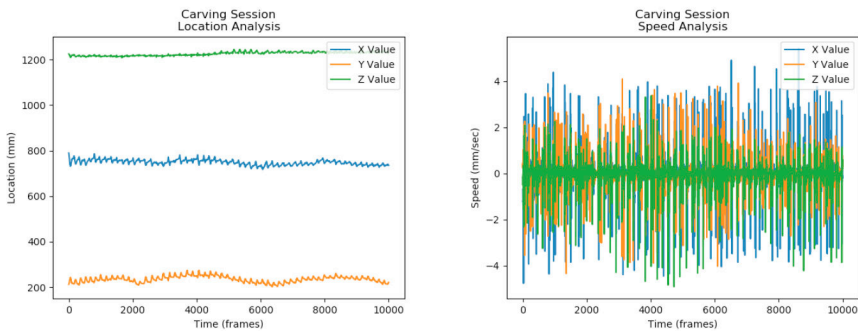 Carving Session
Location Analysis
1200
1000
800
600
400
200
Location (mm)
X Value
Y Value
Z Value
0
2000
4000
6000
8000
10000
Time (frames)
Carving Session
Speed Analysis
4
2
0
−2
−4
Speed (mm/sec)
X Value
Y Value
Z Value
0
2000
4000
6000
8000
10000
Time (frames)